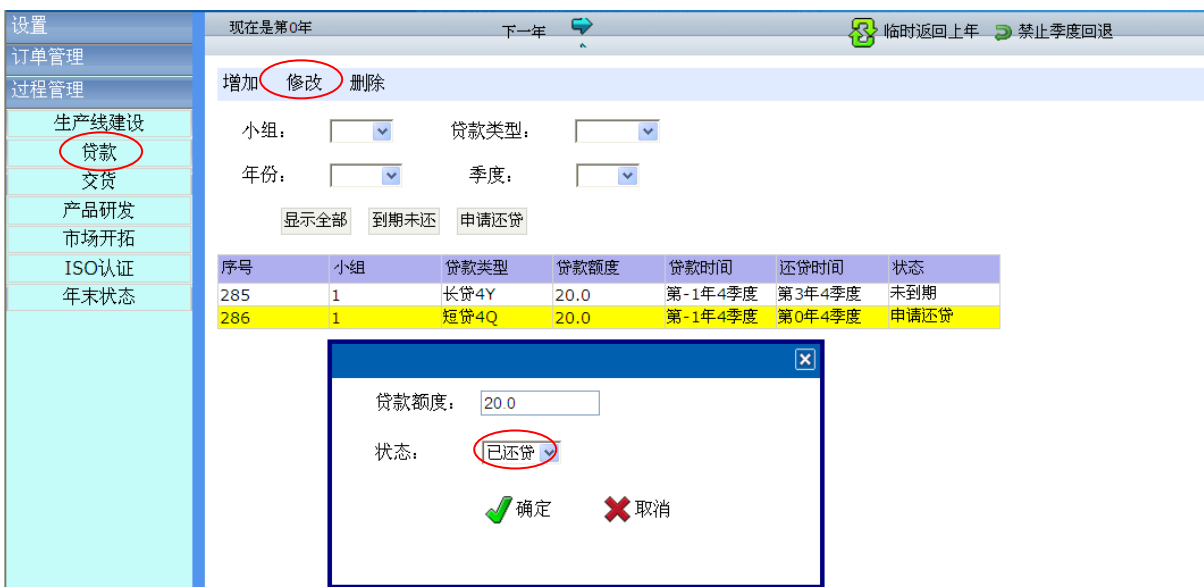 设置
订单管理
过程管理
生产线建设
贷款
交货
产品研发
市场开拓
ISO认证
年末状态
现在是第0年 下一年 临时返回上年 禁止季度回退
增加 修改 删除
小组： 贷款类型：
年份： 季度：
显示全部 到期未还 申请还贷
序号 小组 贷款类型 贷款额度 贷款时间 还贷时间 状态
285 1 长贷4Y 20.0 第-1年4季度 第3年4季度 未到期
286 1 短贷4Q 20.0 第-1年4季度 第0年4季度 申请还贷
贷款额度： 20.0
状态： 已还贷
确定 取消